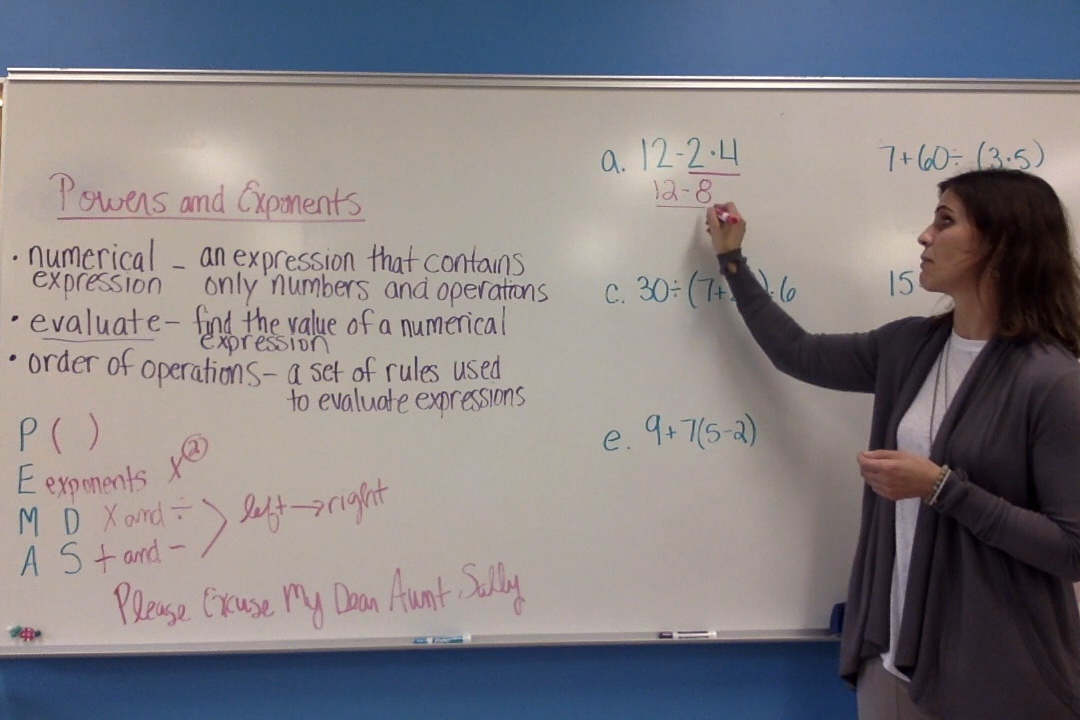 Powers and Exponents
• numerical expression – an expression that contains
only numbers and operations
• evaluate – find the value of a numerical
expression
• order of operations – a set of rules used
to evaluate expressions
P ( )
E exponents x²
M D x and ÷ > left → right
A S + and -
Please Excuse My Dear Aunt Sally
a. 12-2·4
12-8
7+60÷(3·5)
c. 30÷(7+
15
e. 9+7(5-2)